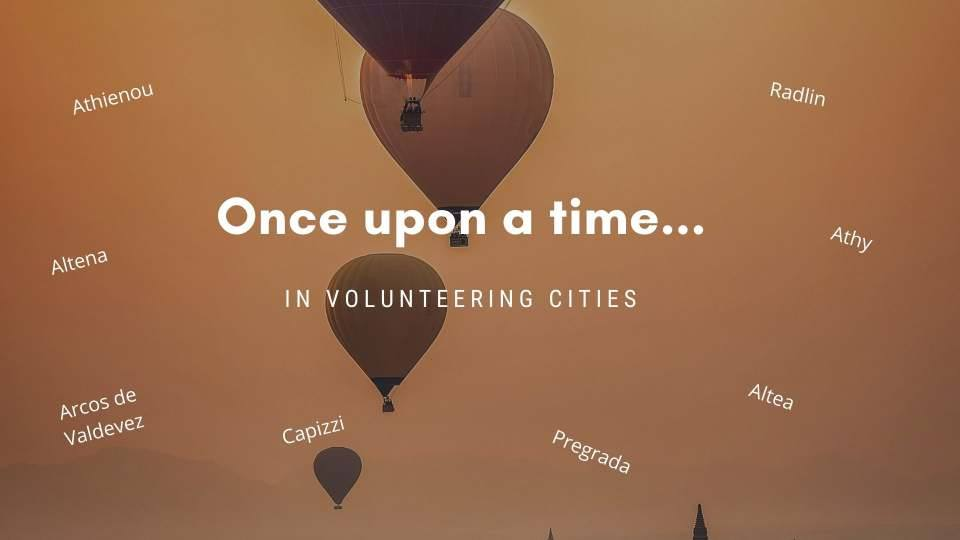 Athienou
Radlin
Once upon a time...
Athy
Altena
IN VOLUNTEERING CITIES
Arcos de
Valdevez
Altea
Capizzi
Pregrada